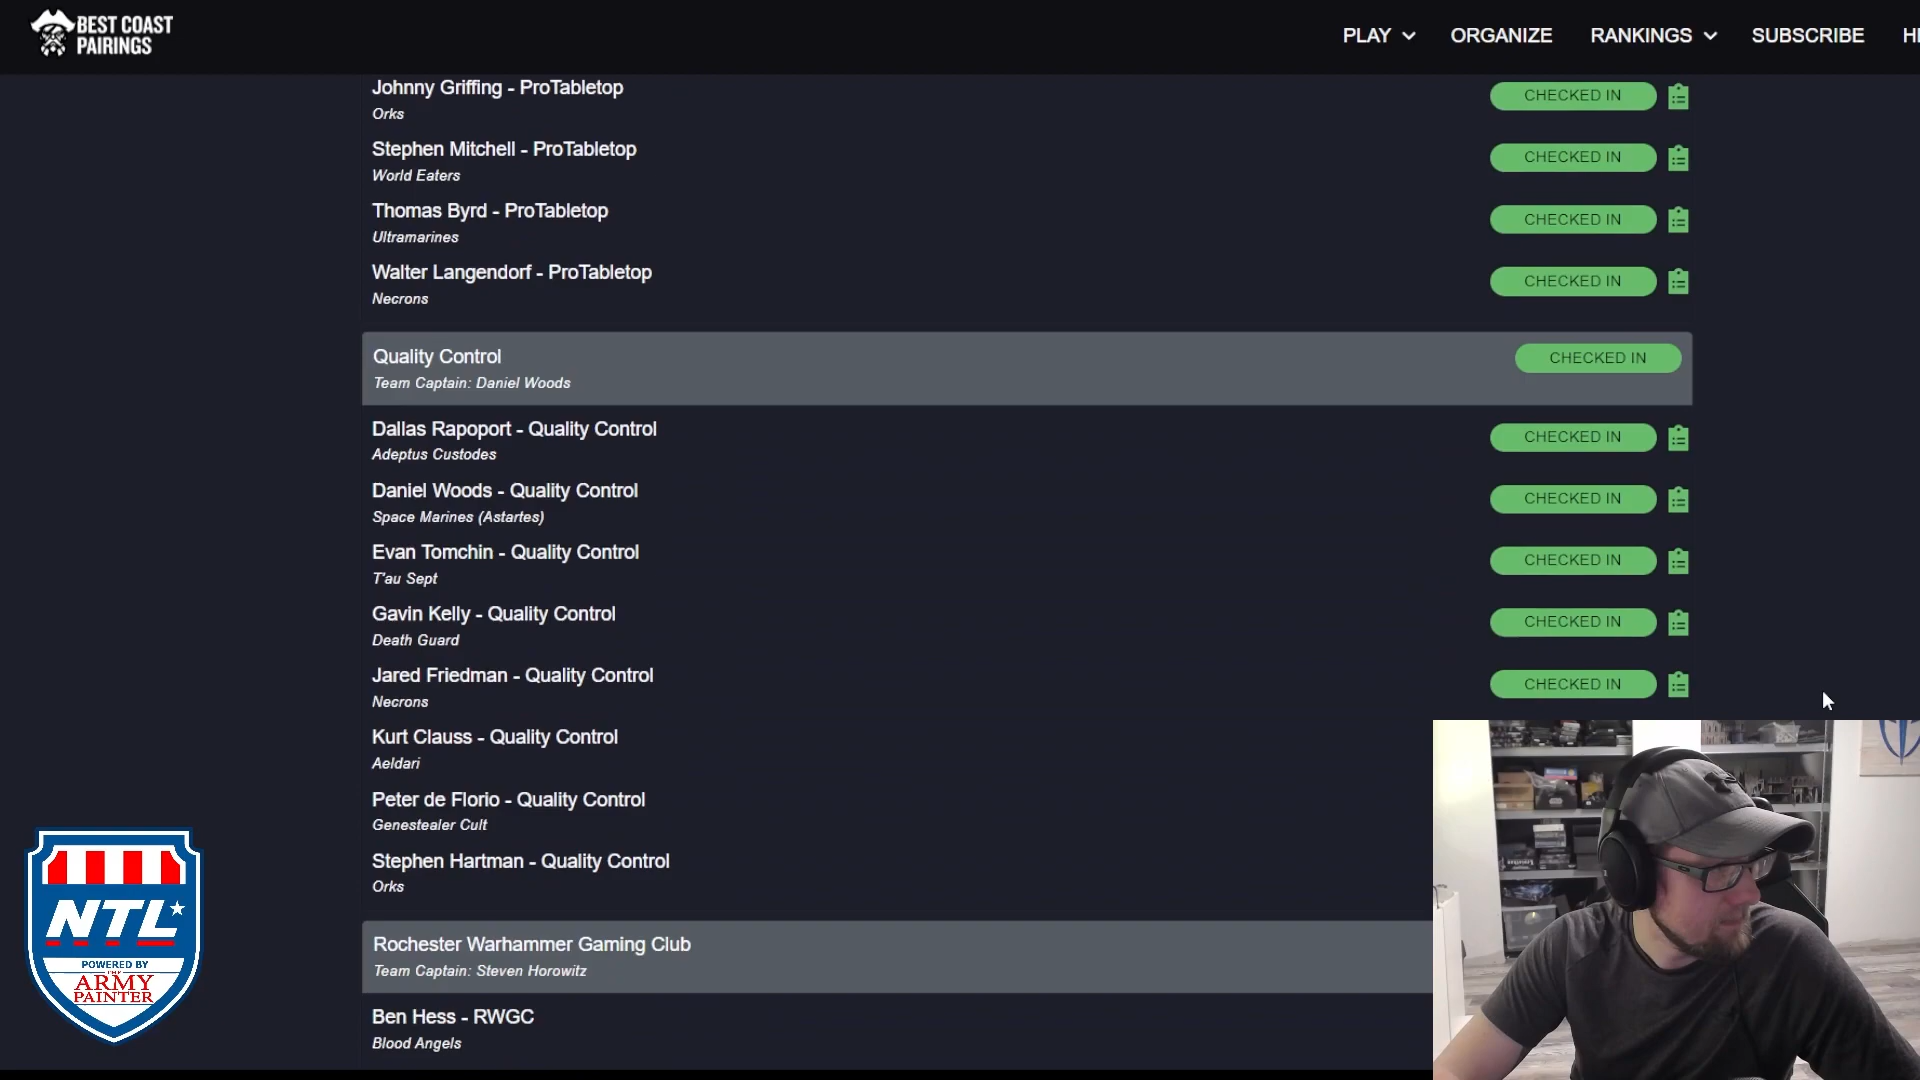 BEST COAST
PAIRINGS
PLAY
ORGANIZE
RANKINGS
SUBSCRIBE
Johnny Griffing - ProTabletop
Orks
CHECKED IN
Stephen Mitchell - ProTabletop
World Eaters
CHECKED IN
Thomas Byrd - ProTabletop
Ultramarines
CHECKED IN
Walter Langendorf - ProTabletop
Necrons
CHECKED IN
Quality Control
Team Captain: Daniel Woods
CHECKED IN
Dallas Rapoport - Quality Control
Adeptus Custodes
CHECKED IN
Daniel Woods - Quality Control
Space Marines (Astartes)
CHECKED IN
Evan Tomchin - Quality Control
T'au Sept
CHECKED IN
Gavin Kelly - Quality Control
Death Guard
CHECKED IN
Jared Friedman - Quality Control
Necrons
CHECKED IN
Kurt Clauss - Quality Control
Aeldari
Peter de Florio - Quality Control
Genestealer Cult
Stephen Hartman - Quality Control
Orks
Rochester Warhammer Gaming Club
Team Captain: Steven Horowitz
Ben Hess - RWGC
Blood Angels
NTL
POWERED BY
THE
ARMY
PAINTER